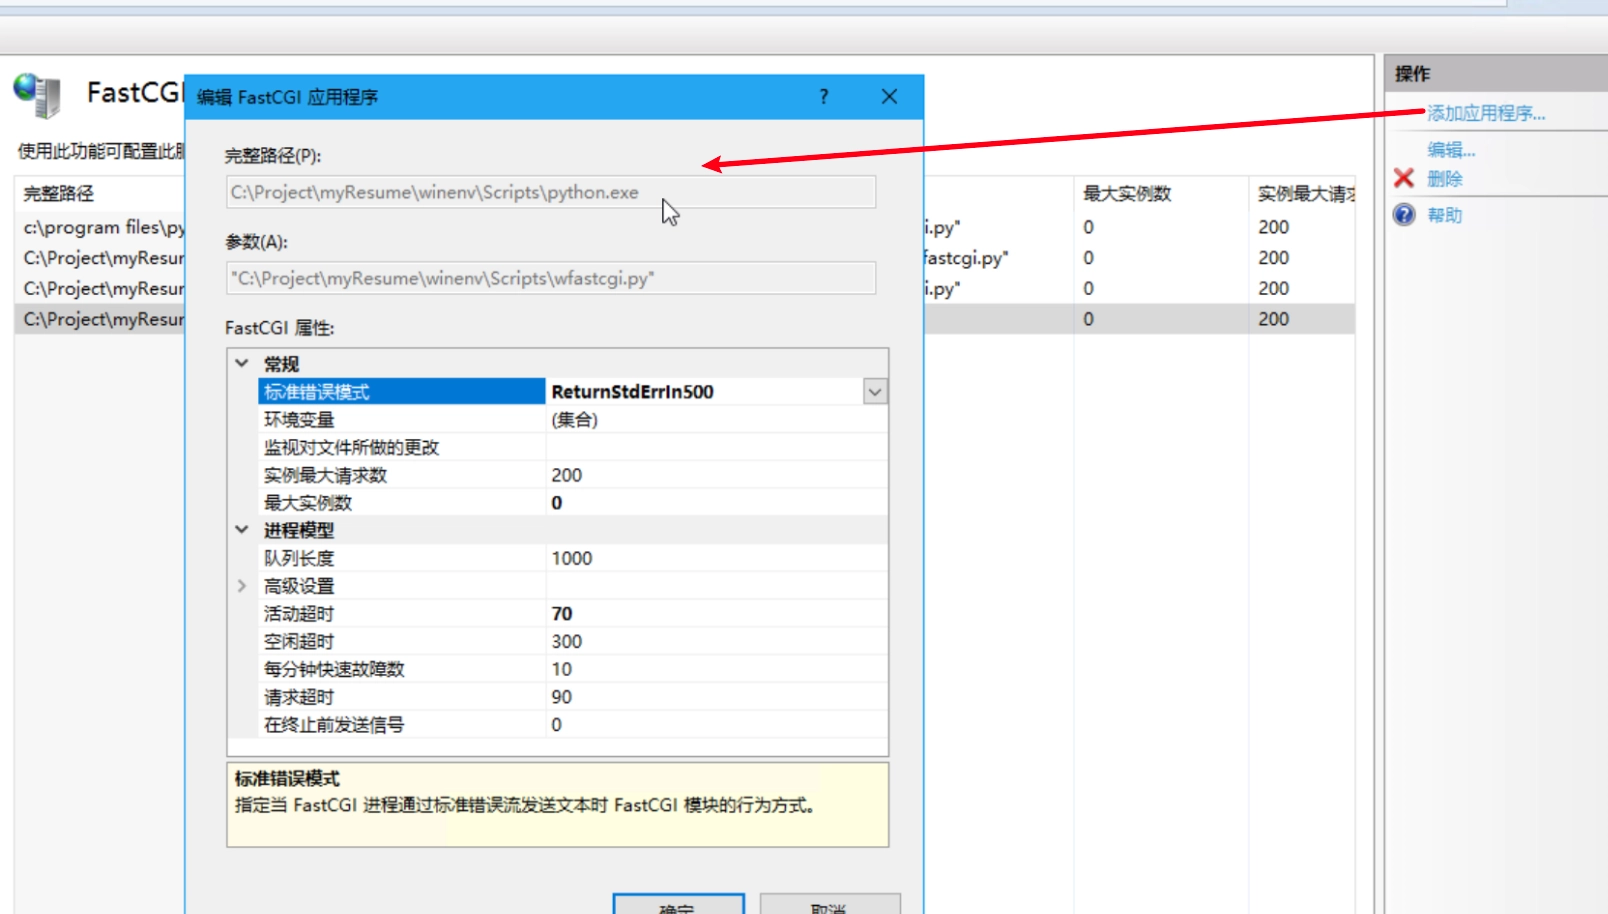 操作
添加应用程序...
编辑...
删除
帮助
FastCGI
使用此功能可配置此服
完整路径
最大实例数
实例最大请求
c:\program files\py
i.py"
0
200
C:\Project\myResur
fastcgi.py"
0
200
C:\Project\myResur
i.py"
0
200
C:\Project\myResur
0
200
编辑 FastCGI 应用程序
?
完整路径(P):
C:\Project\myResume\winenv\Scripts\python.exe
参数(A):
"C:\Project\myResume\winenv\Scripts\wfastcgi.py"
FastCGI 属性:
常规
标准错误模式 ReturnStdErrIn500
环境变量 (集合)
监视对文件所做的更改
实例最大请求数 200
最大实例数 0
进程模型
队列长度 1000
高级设置
活动超时 70
空闲超时 300
每分钟快速故障数 10
请求超时 90
在终止前发送信号 0
标准错误模式
指定当 FastCGI 进程通过标准错误流发送文本时 FastCGI 模块的行为方式。
确定
取消